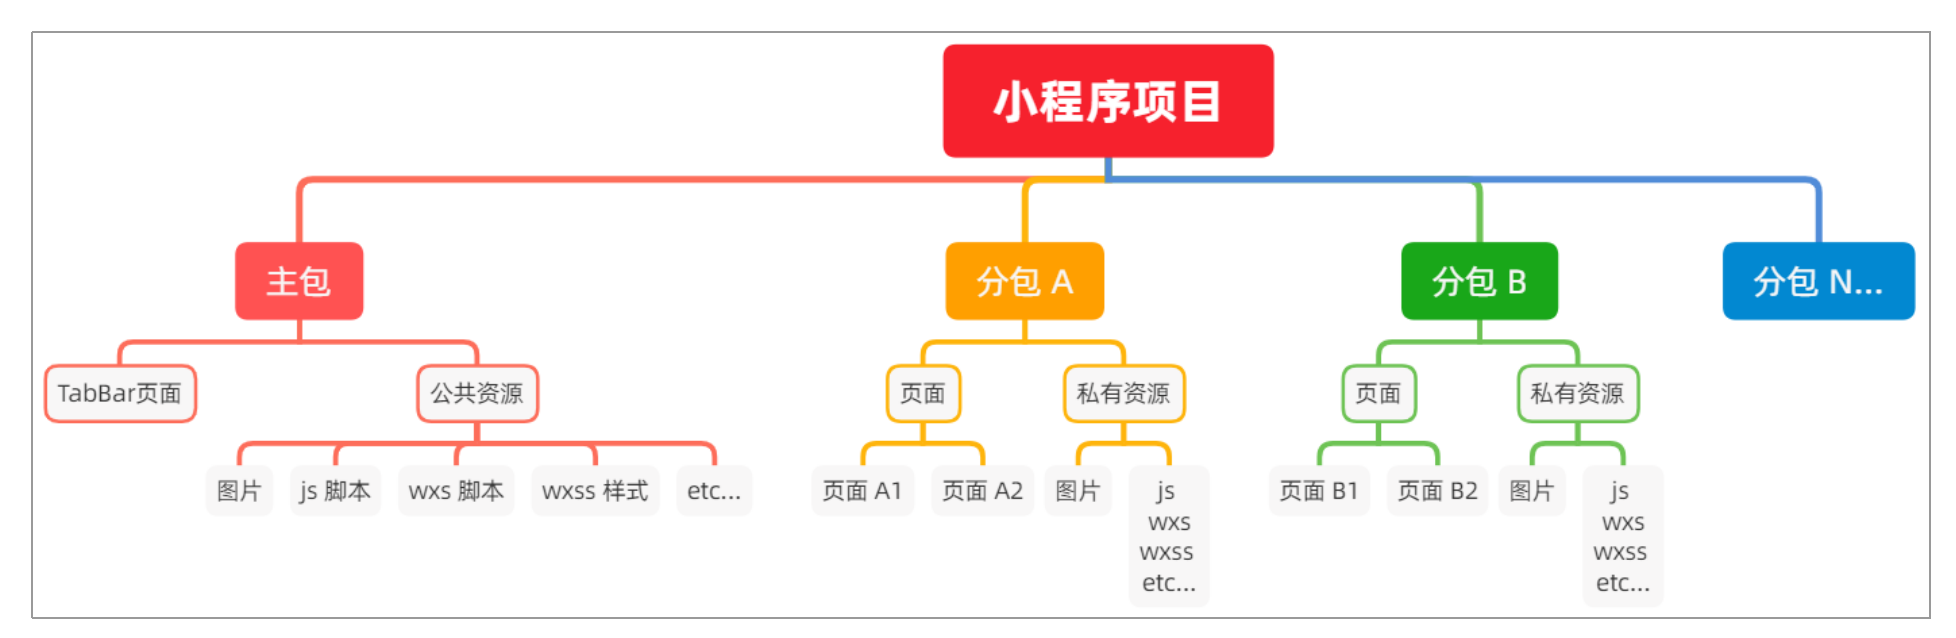 小程序项目
主包
分包 A
分包 B
分包 N...
TabBar页面
公共资源
页面
私有资源
页面
私有资源
图片
js 脚本
wxs 脚本
wxss 样式
etc...
页面 A1
页面 A2
图片
js
wxs
wxss
etc...
页面 B1
页面 B2
图片
js
wxs
wxss
etc...